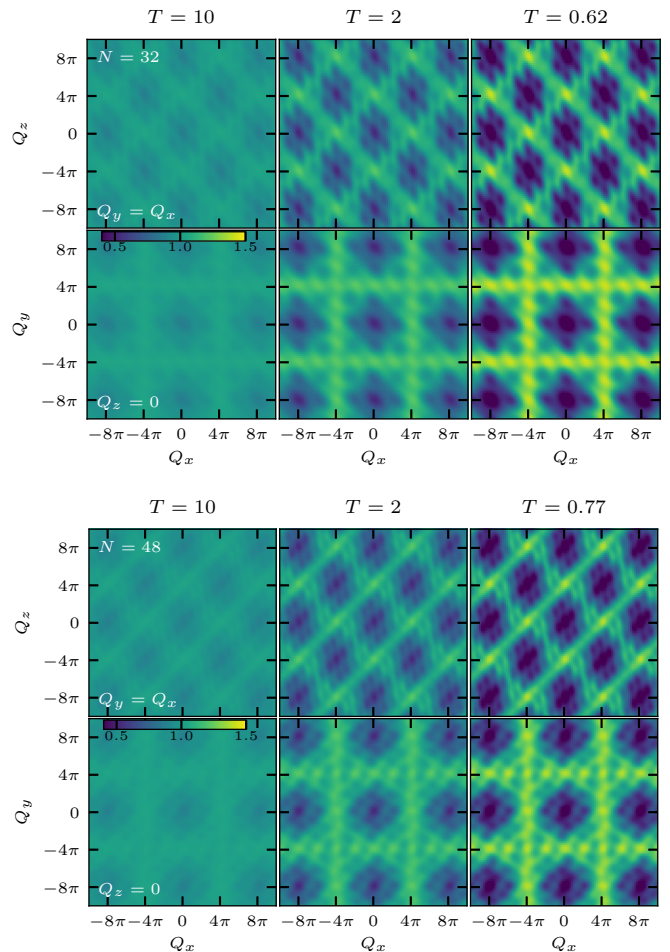 T = 10 T = 2 T = 0.62
8π
N = 32
4π
Q_z
0
−4π
−8π
Q_y = Q_x
8π
0.5 1.0 1.5
4π
Q_y
0
−4π
−8π
Q_z = 0
−8π −4π 0 4π 8π −8π −4π 0 4π 8π −8π −4π 0 4π 8π
Q_x Q_x Q_x
T = 10 T = 2 T = 0.77
8π
N = 48
4π
Q_z
0
−4π
−8π
Q_y = Q_x
8π
0.5 1.0 1.5
4π
Q_y
0
−4π
−8π
Q_z = 0
−8π −4π 0 4π 8π −8π −4π 0 4π 8π −8π −4π 0 4π 8π
Q_x Q_x Q_x